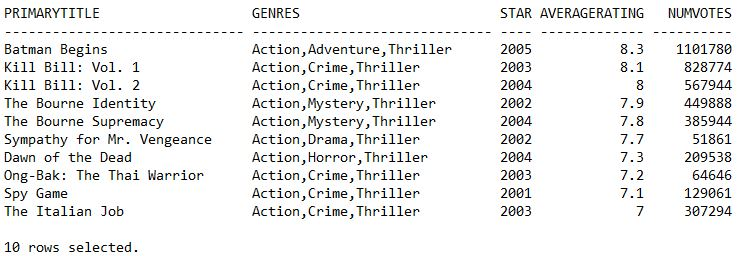 PRIMARYTITLE                   GENRES                         STAR AVERAGERATING   NUMVOTES
------------------------------ ------------------------------ ---- ------------- ----------
Batman Begins                  Action,Adventure,Thriller      2005           8.3    1101780
Kill Bill: Vol. 1              Action,Crime,Thriller          2003           8.1     828774
Kill Bill: Vol. 2              Action,Crime,Thriller          2004             8     567944
The Bourne Identity            Action,Mystery,Thriller        2002           7.9     449888
The Bourne Supremacy           Action,Mystery,Thriller        2004           7.8     385944
Sympathy for Mr. Vengeance     Action,Drama,Thriller          2002           7.7      51861
Dawn of the Dead               Action,Horror,Thriller         2004           7.3     209538
Ong-Bak: The Thai Warrior      Action,Crime,Thriller          2003           7.2      64646
Spy Game                       Action,Crime,Thriller          2001           7.1     129061
The Italian Job                Action,Crime,Thriller          2003             7     307294
10 rows selected.